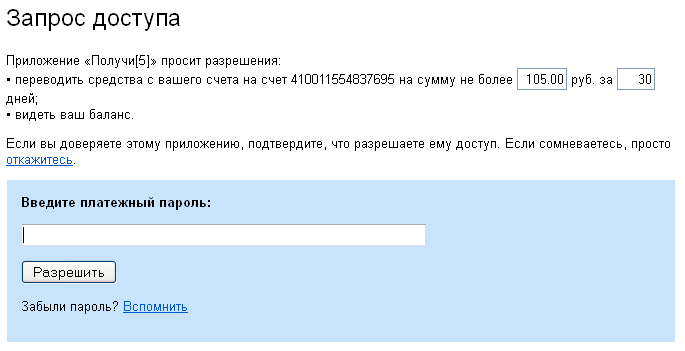 Запрос доступа
Приложение «Получи[5]» просит разрешения:
▪ переводить средства с вашего счета на счет 410011554837695 на сумму не более 105.00 руб. за 30
дней;
▪ видеть ваш баланс.
Если вы доверяете этому приложению, подтвердите, что разрешаете ему доступ. Если сомневаетесь, просто
откажитесь.
Введите платежный пароль:
Разрешить
Забыли пароль? Вспомнить